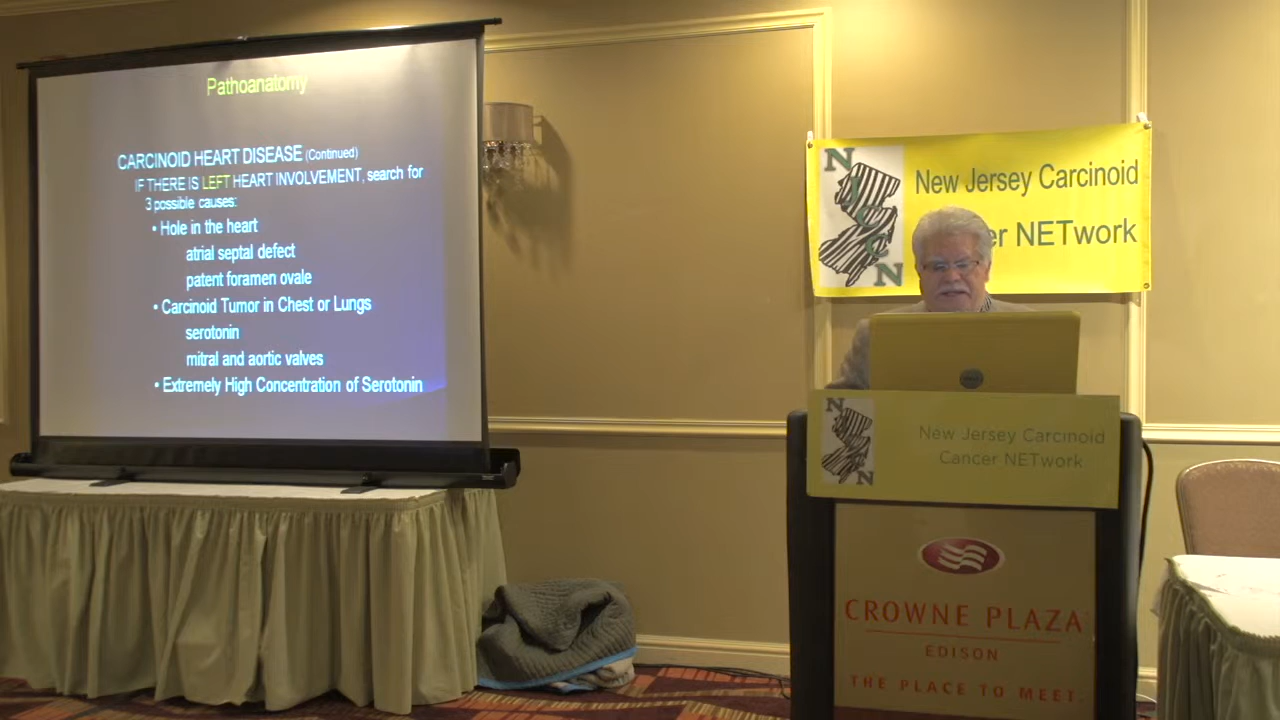 Pathoanatomy
CARCINOID HEART DISEASE (Continued)
IF THERE IS LEFT HEART INVOLVEMENT, search for
3 possible causes:
• Hole in the heart
atrial septal defect
patent foramen ovale
• Carcinoid Tumor in Chest or Lungs
serotonin
mitral and aortic valves
• Extremely High Concentration of Serotonin
NJCCN
New Jersey Carcinoid
er NETwork
New Jersey Carcinoid
Cancer NETwork
CROWNE PLAZA
EDISON
THE PLACE TO MEET